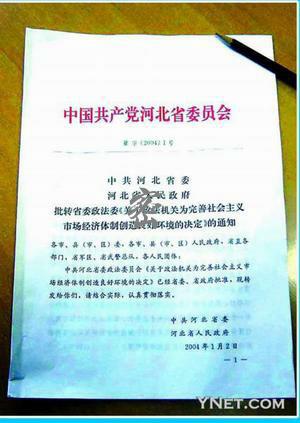 中国共产党河北省委员会
冀字〔2004〕1号
中共河北省委
河北省人民政府
批转省委政法委《关于政法机关为完善社会主义
市场经济体制创造良好环境的决定》的通知
各市、县（市、区）委，各市、县（市、区）人民政府，省直各
部门，省军区，省武警总队，各人民团体：
中共河北省委政法委员会《关于政法机关为完善社会主义市
场经济体制创造良好环境的决定》已经省委、省政府批准，现转
发给你们，请结合实际，认真贯彻落实。
中共河北省委
河北省人民政府
2004年1月2日
— 1 —
YNET.com